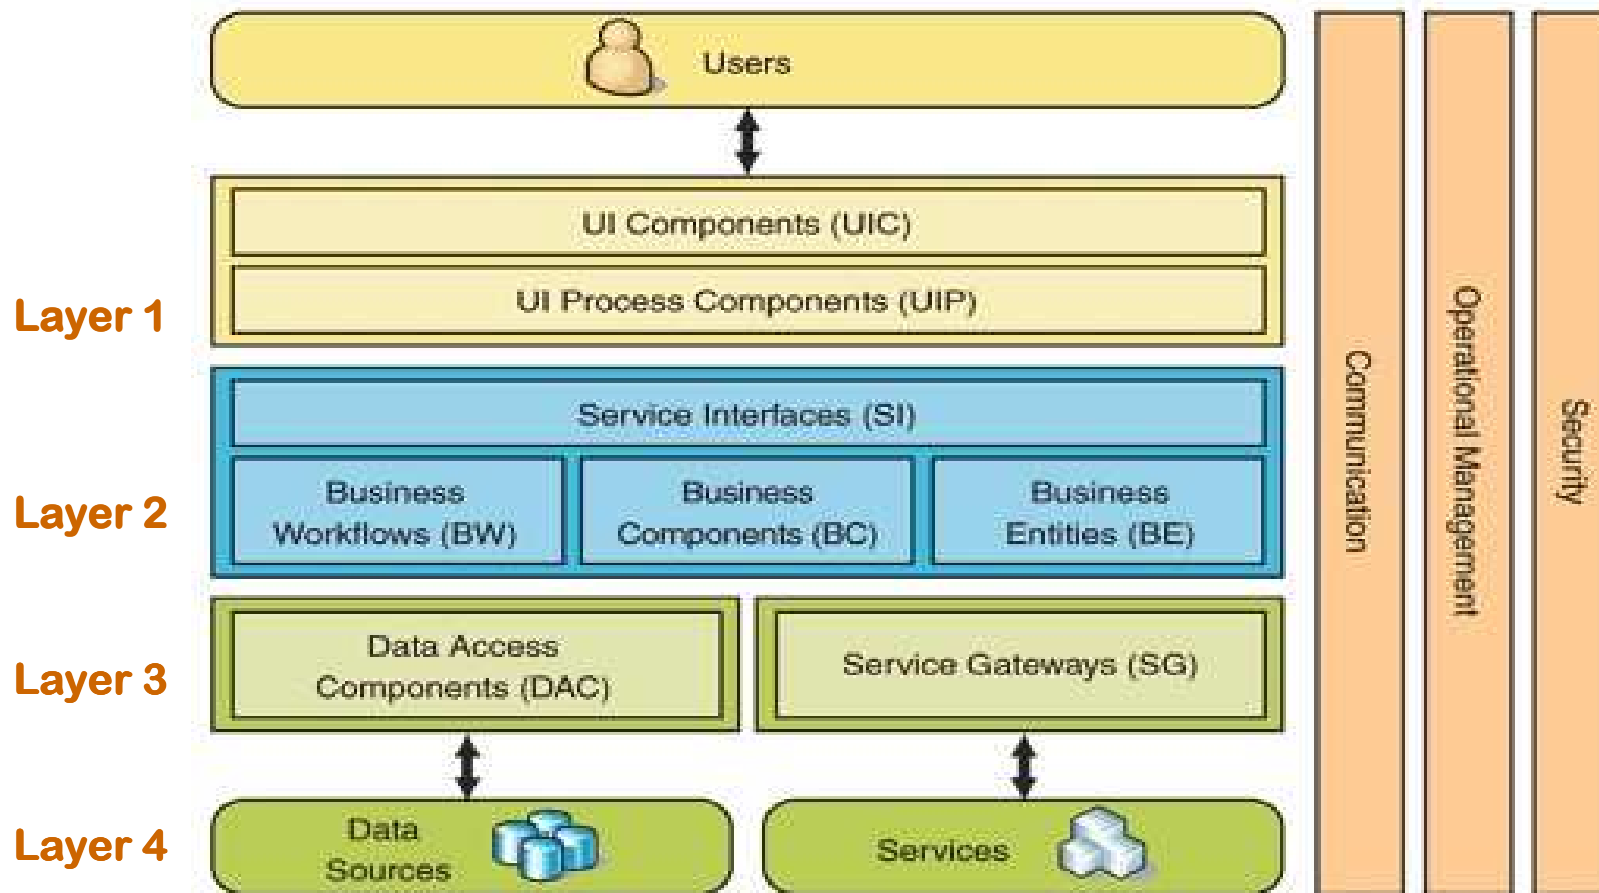 Users
UI Components (UIC)
Layer 1
UI Process Components (UIP)
Service Interfaces (SI)
Layer 2
Business
Workflows (BW)
Business
Components (BC)
Business
Entities (BE)
Layer 3
Data Access
Components (DAC)
Service Gateways (SG)
Layer 4
Data
Sources
Services
Communication
Operational Management
Security